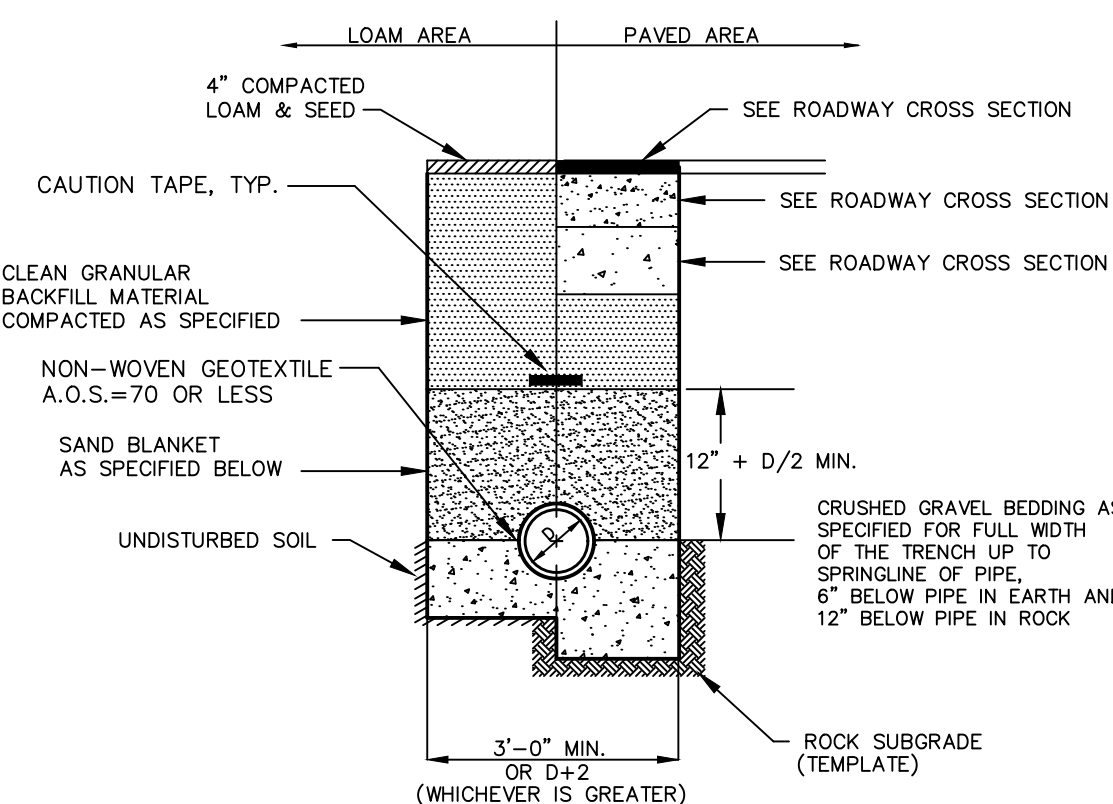 LOAM AREA
PAVED AREA
4” COMPACTED
LOAM & SEED
SEE ROADWAY CROSS SECTION
CAUTION TAPE, TYP.
SEE ROADWAY CROSS SECTION
CLEAN GRANULAR
BACKFILL MATERIAL
COMPACTED AS SPECIFIED
SEE ROADWAY CROSS SECTION
NON-WOVEN GEOTEXTILE
A.O.S.=70 OR LESS
SAND BLANKET
AS SPECIFIED BELOW
12” + D/2 MIN.
D
UNDISTURBED SOIL
CRUSHED GRAVEL BEDDING AS
SPECIFIED FOR FULL WIDTH
OF THE TRENCH UP TO
SPRINGLINE OF PIPE,
6” BELOW PIPE IN EARTH AND
12” BELOW PIPE IN ROCK
3’-0” MIN.
OR D+2
(WHICHEVER IS GREATER)
ROCK SUBGRADE
(TEMPLATE)